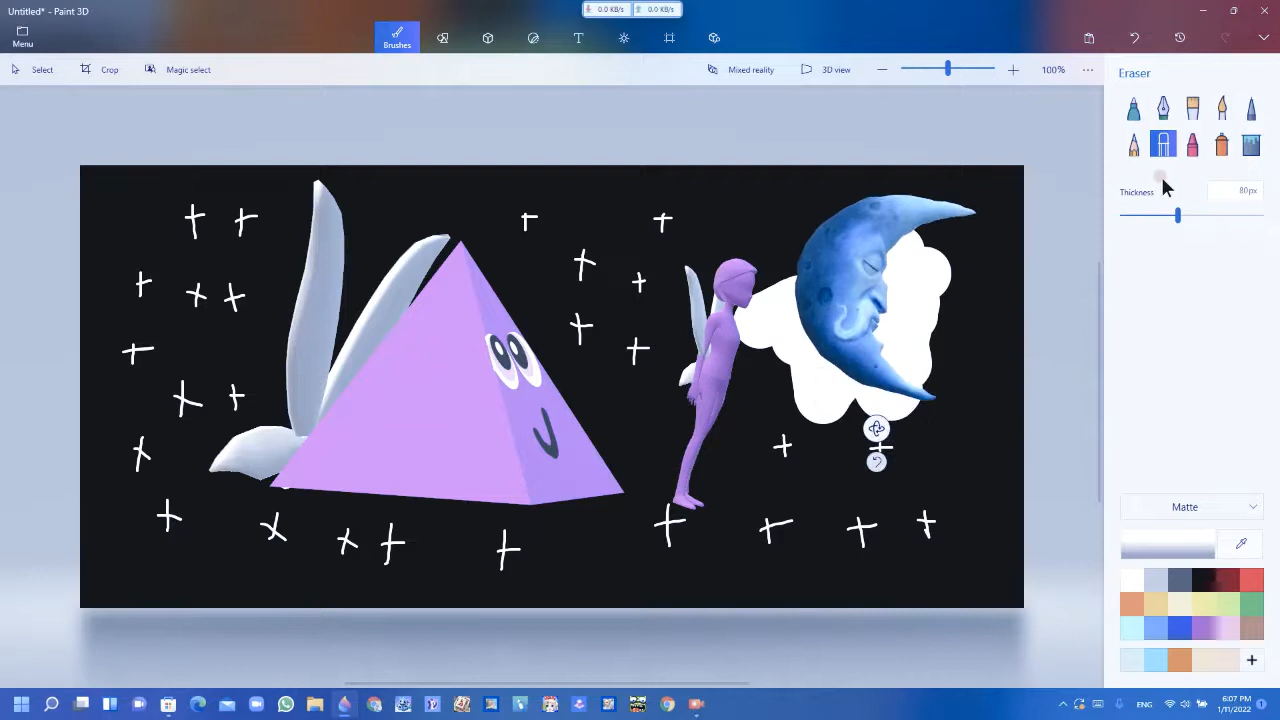 Untitled* - Paint 3D
0.0 KB/s 0.0 KB/s
Menu
Brushes
Select
Crop
Magic select
Mixed reality
3D view
100%
Eraser
Thickness
80px
Matte
ENG
6:07 PM
1/11/2022